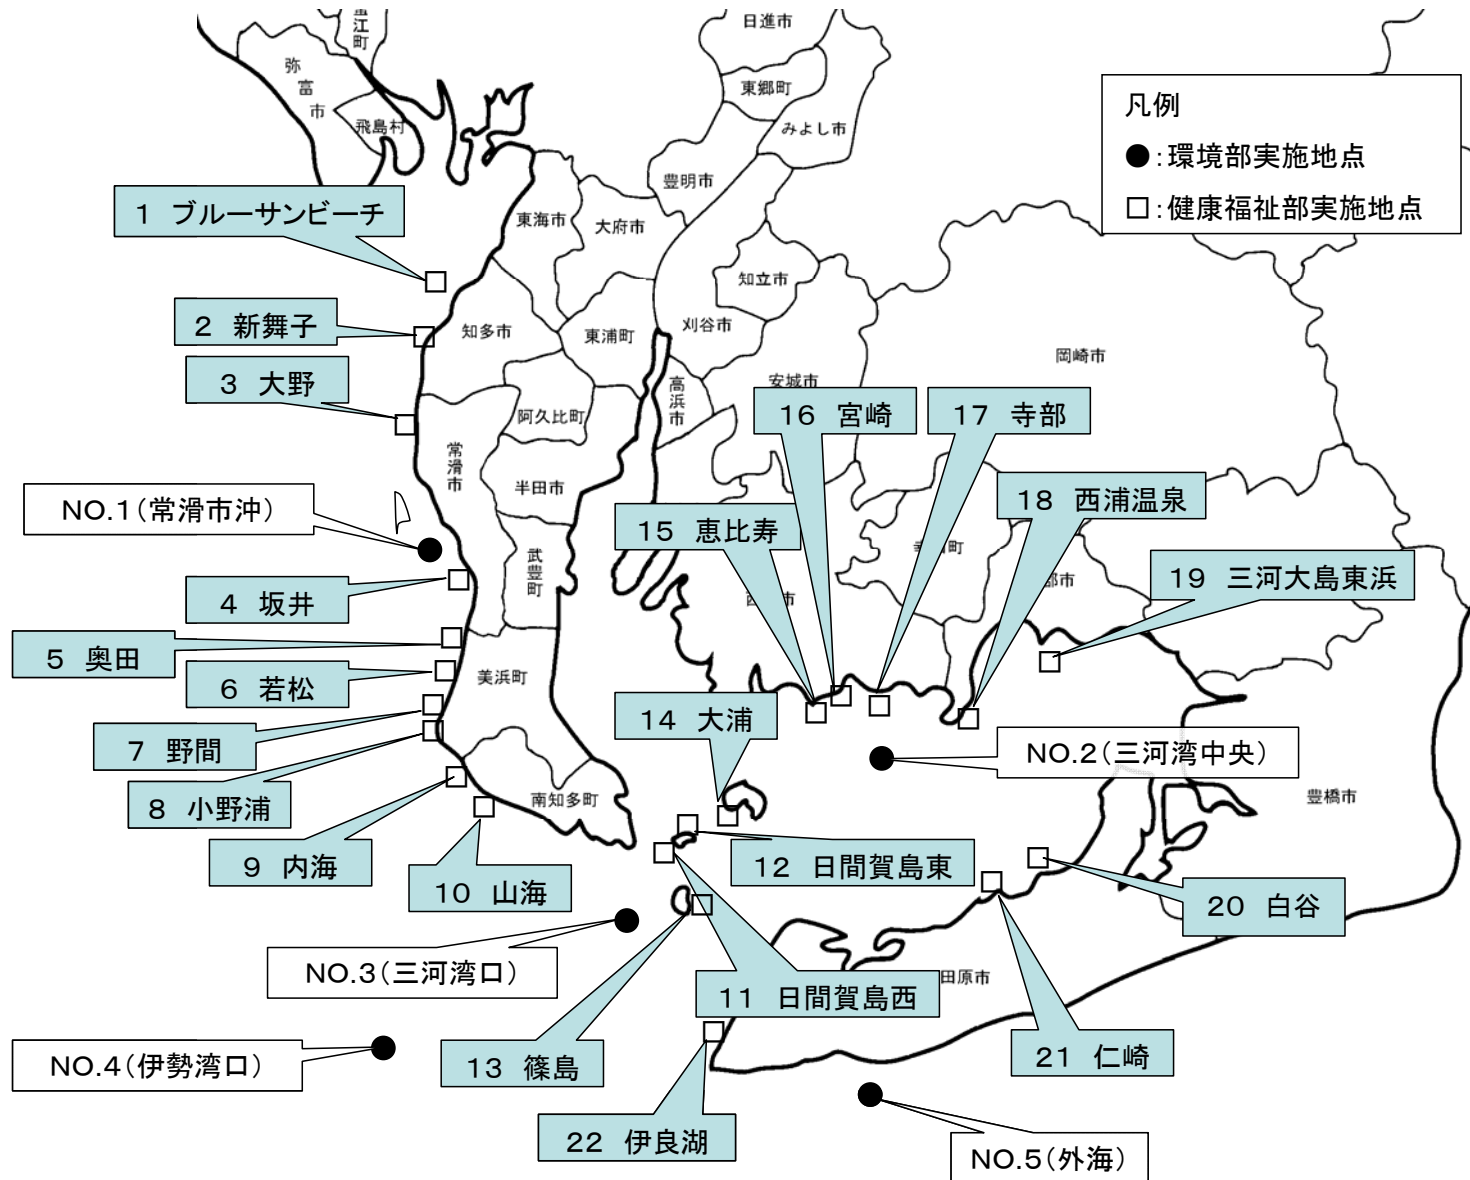 蟹江町
日進市
弥富市
東郷町
飛島村
みよし市
凡例
●:環境部実施地点
□:健康福祉部実施地点
豊明市
1 ブルーサンビーチ
東海市
大府市
知立市
2 新舞子
知多市
東浦町
刈谷市
岡崎市
3 大野
高浜市
安城市
阿久比町
16 宮崎
17 寺部
常滑市
半田市
NO.1(常滑市沖)
18 西浦温泉
15 恵比寿
武豊町
4 坂井
19 三河大島東浜
5 奥田
6 若松
美浜町
14 大浦
7 野間
NO.2(三河湾中央)
8 小野浦
南知多町
豊橋市
9 内海
12 日間賀島東
10 山海
20 白谷
NO.3(三河湾口)
田原市
11 日間賀島西
13 篠島
21 仁崎
NO.4(伊勢湾口)
22 伊良湖
NO.5(外海)